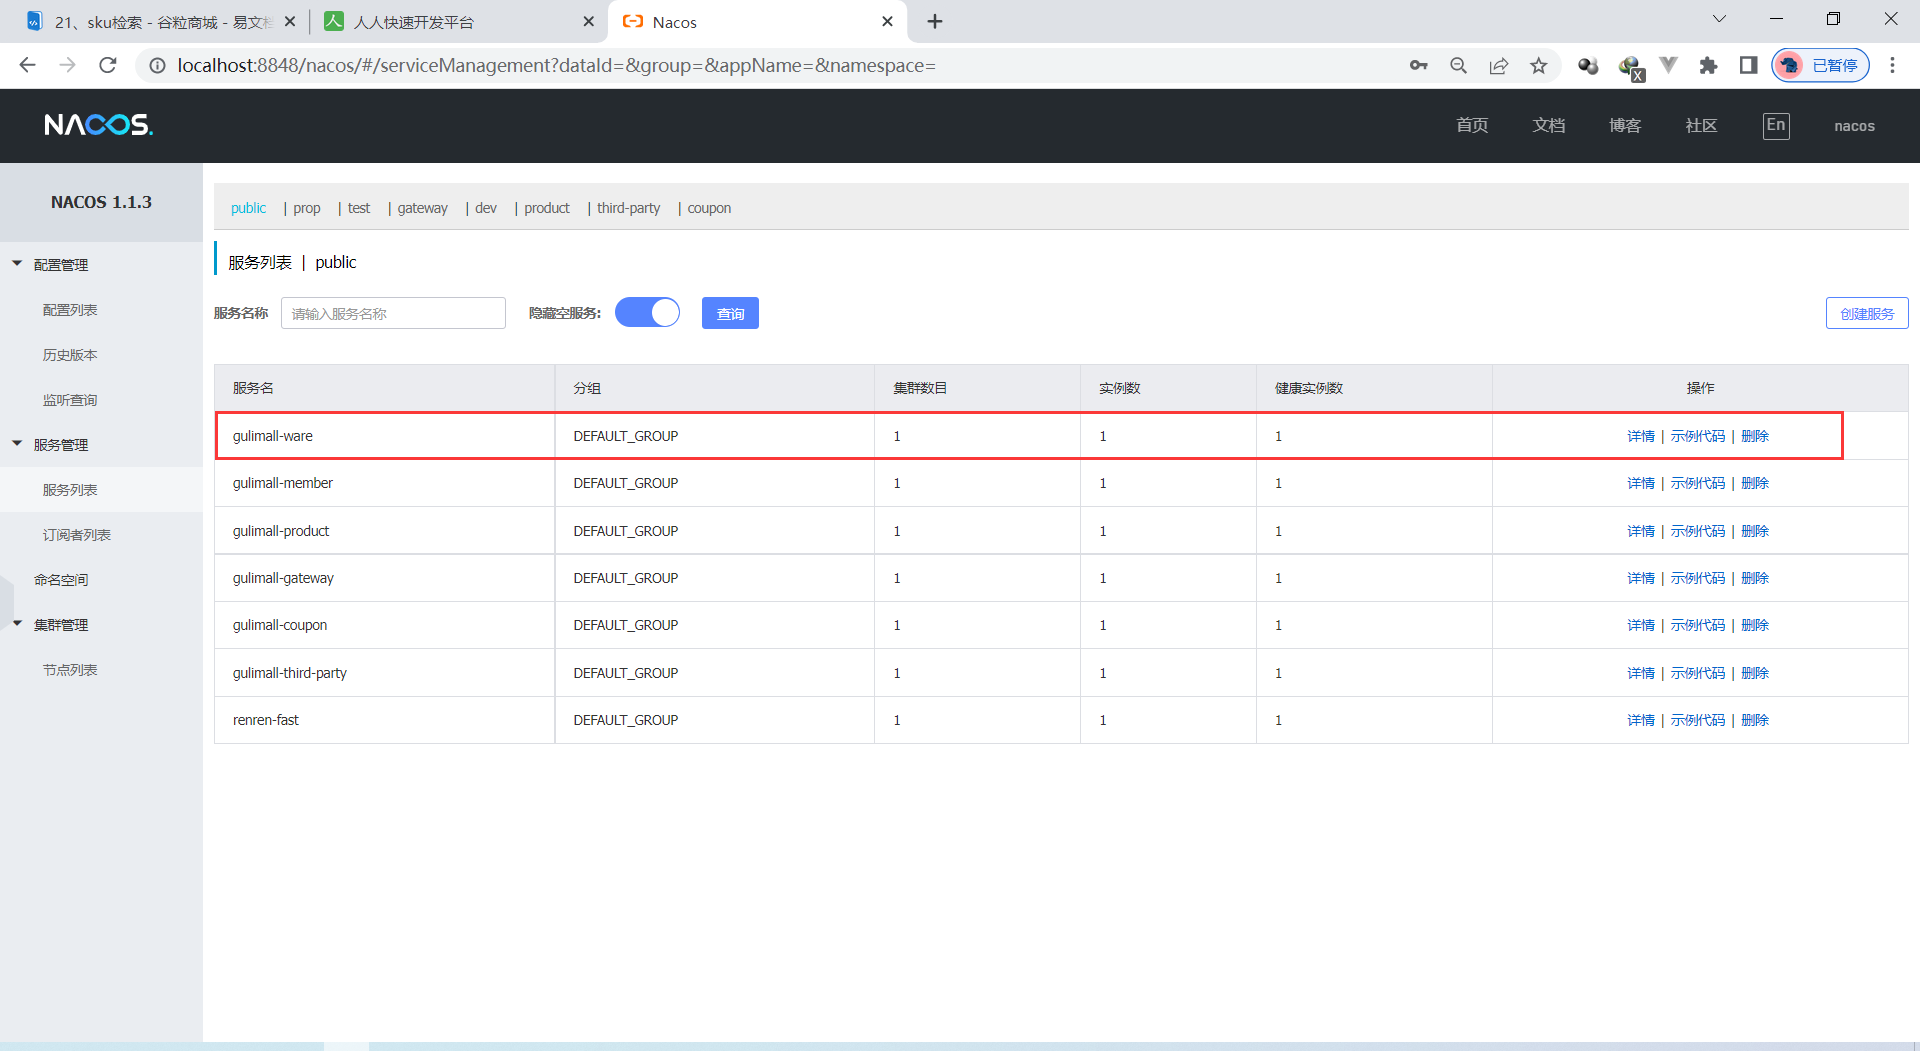 21、sku检索 - 谷粒商城 - 易文档
人人快速开发平台
Nacos
localhost:8848/nacos/#/serviceManagement?dataId=&group=&appName=&namespace=
X
已暂停
NACOS.
首页
文档
博客
社区
En
nacos
NACOS 1.1.3
配置管理
配置列表
历史版本
监听查询
服务管理
服务列表
订阅者列表
命名空间
集群管理
节点列表
public | prop | test | gateway | dev | product | third-party | coupon
服务列表 | public
服务名称 请输入服务名称 隐藏空服务: 查询 创建服务
服务名 分组 集群数目 实例数 健康实例数 操作
gulimall-ware DEFAULT_GROUP 1 1 1 详情 | 示例代码 | 删除
gulimall-member DEFAULT_GROUP 1 1 1 详情 | 示例代码 | 删除
gulimall-product DEFAULT_GROUP 1 1 1 详情 | 示例代码 | 删除
gulimall-gateway DEFAULT_GROUP 1 1 1 详情 | 示例代码 | 删除
gulimall-coupon DEFAULT_GROUP 1 1 1 详情 | 示例代码 | 删除
gulimall-third-party DEFAULT_GROUP 1 1 1 详情 | 示例代码 | 删除
renren-fast DEFAULT_GROUP 1 1 1 详情 | 示例代码 | 删除